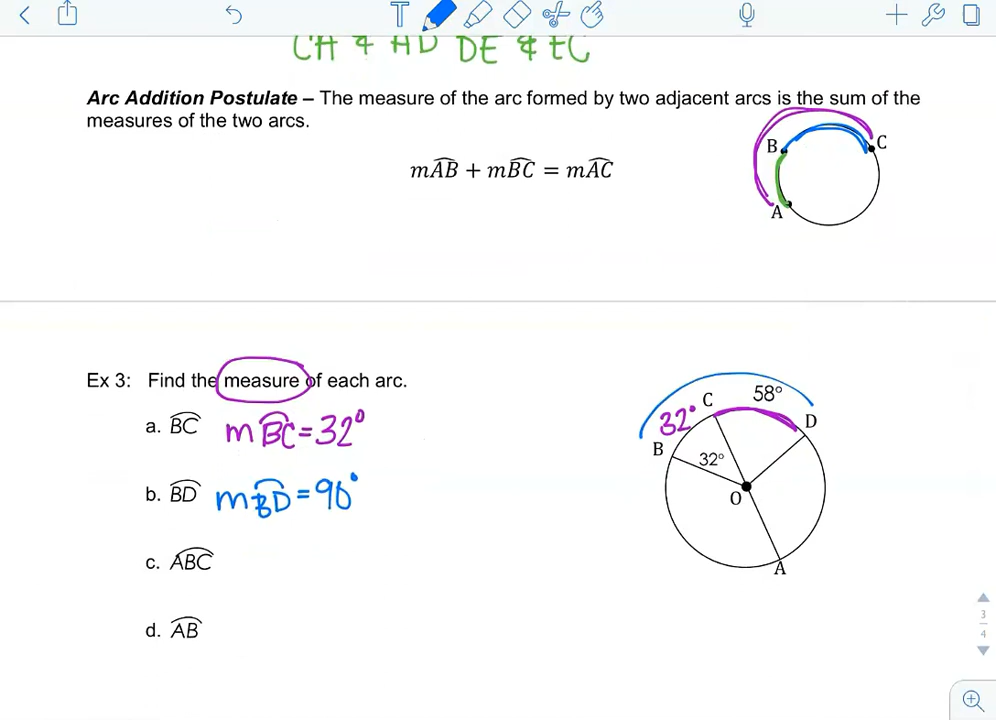 CA & AD DE & EC
Arc Addition Postulate – The measure of the arc formed by two adjacent arcs is the sum of the
measures of the two arcs.
B
C
mAB + mBC = mAC
A
Ex 3: Find the measure of each arc.
a. BC mBC = 32°
b. BD mBD = 90°
c. ABC
d. AB
58°
C
32°
D
B
32°
O
A
3
4